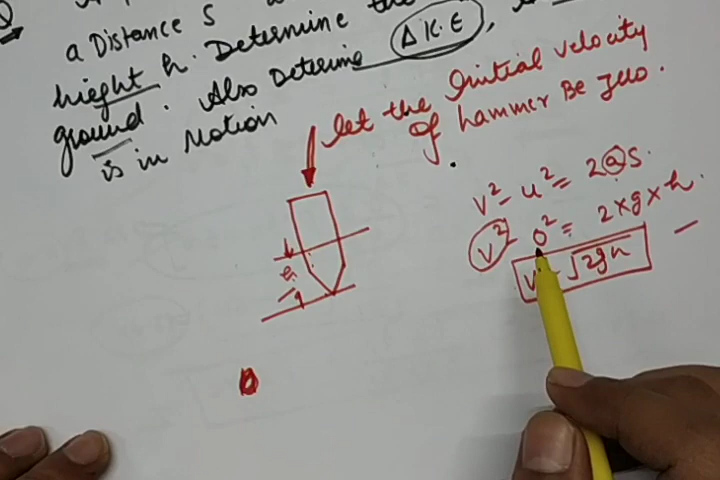 a Distance S
hieght h. Determine the
ground. Also Determine ΔK.E,
is in Motion
let the Initial velocity
Of hammer Be zero.
V² - u² = 2aS.
V² - 0² = 2×g×h.
V = √2gh
h